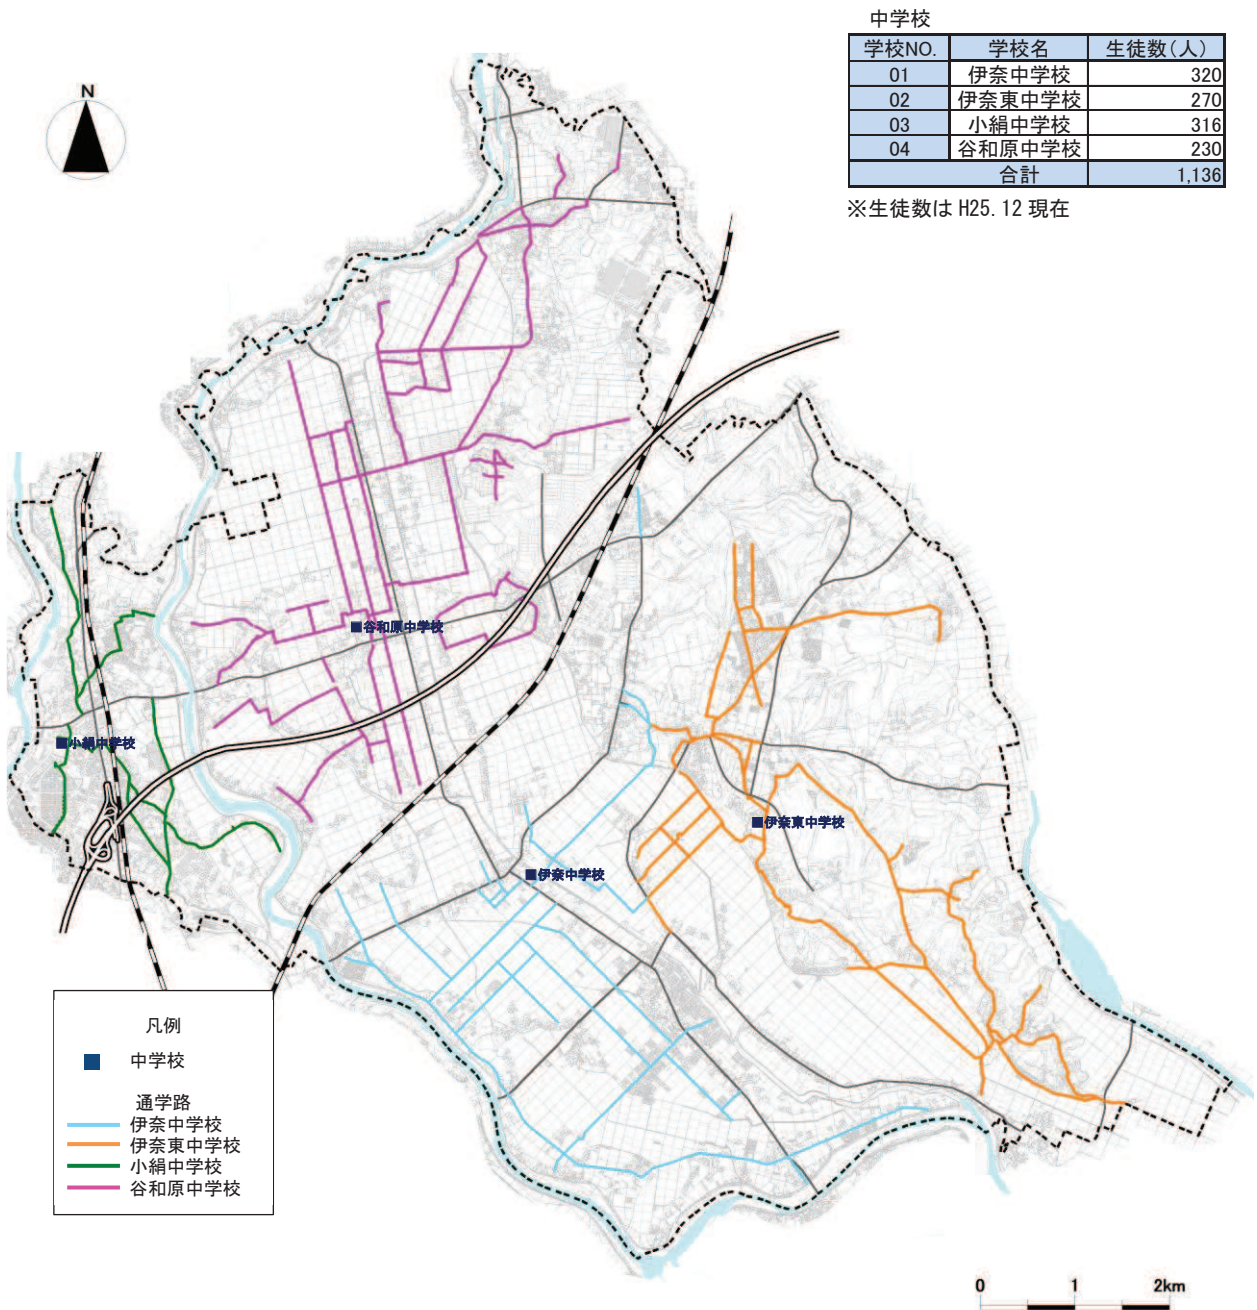 中学校
学校NO. 学校名 生徒数(人)
01 伊奈中学校 320
02 伊奈東中学校 270
03 小絹中学校 316
04 谷和原中学校 230
合計 1,136
※生徒数は H25.12 現在
N
■谷和原中学校
■小絹中学校
■伊奈東中学校
■伊奈中学校
凡例
■ 中学校
通学路
伊奈中学校
伊奈東中学校
小絹中学校
谷和原中学校
0 1 2km